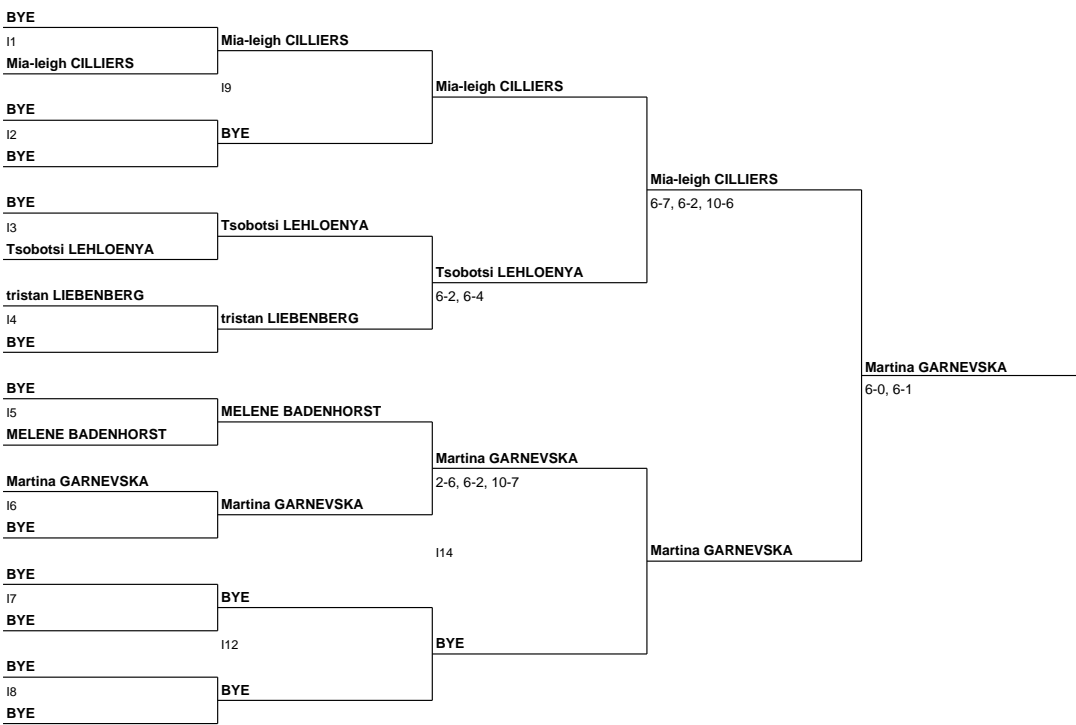 BYE
I1
Mia-leigh CILLIERS
BYE
I2
BYE
BYE
I3
Tsobotsi LEHLOENYA
tristan LIEBENBERG
I4
BYE
BYE
I5
MELENE BADENHORST
Martina GARNEVSKA
I6
BYE
BYE
I7
BYE
BYE
I8
BYE
Mia-leigh CILLIERS
I9
BYE
Tsobotsi LEHLOENYA
tristan LIEBENBERG
MELENE BADENHORST
Martina GARNEVSKA
BYE
I12
BYE
Mia-leigh CILLIERS
Tsobotsi LEHLOENYA
6-2, 6-4
Martina GARNEVSKA
2-6, 6-2, 10-7
I14
BYE
Mia-leigh CILLIERS
6-7, 6-2, 10-6
Martina GARNEVSKA
Martina GARNEVSKA
6-0, 6-1